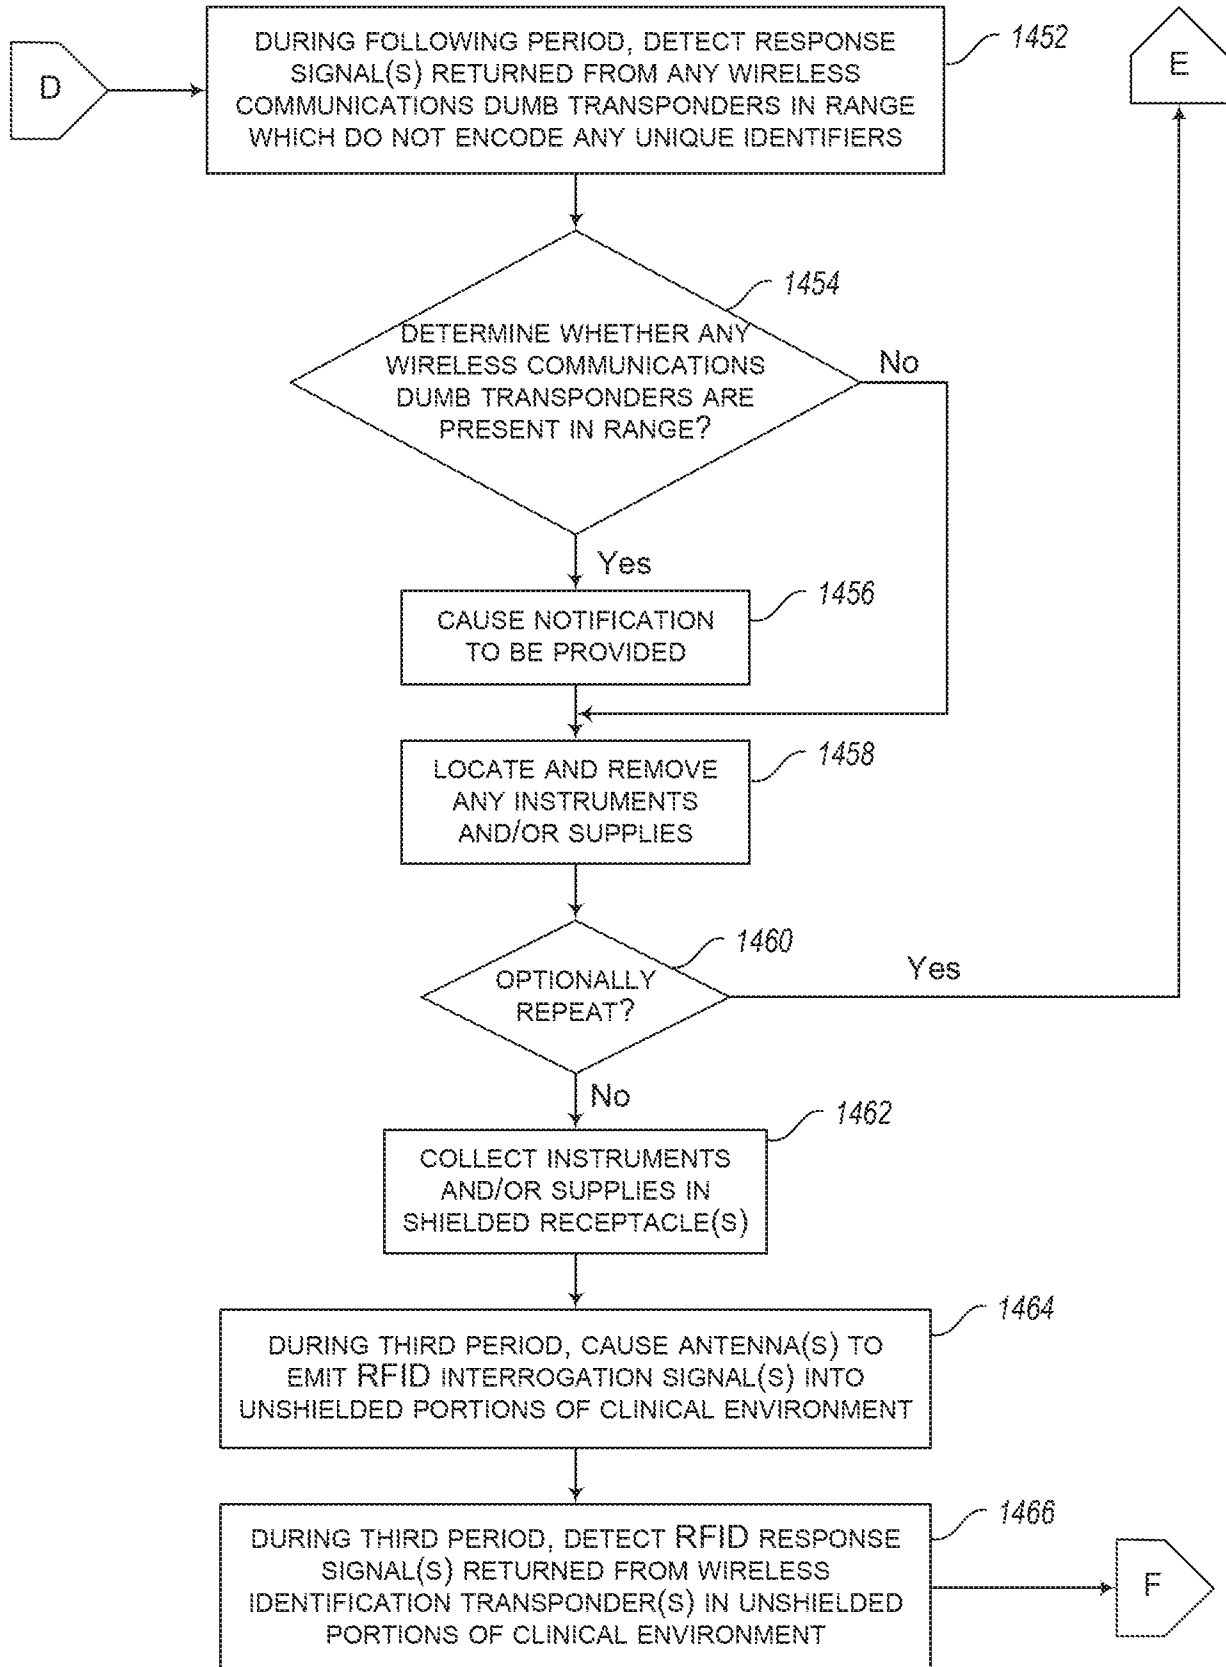 D
DURING FOLLOWING PERIOD, DETECT RESPONSE
SIGNAL(S) RETURNED FROM ANY WIRELESS
COMMUNICATIONS DUMB TRANSPONDERS IN RANGE
WHICH DO NOT ENCODE ANY UNIQUE IDENTIFIERS
1452
E
1454
DETERMINE WHETHER ANY
WIRELESS COMMUNICATIONS
DUMB TRANSPONDERS ARE
PRESENT IN RANGE?
No
Yes
1456
CAUSE NOTIFICATION
TO BE PROVIDED
1458
LOCATE AND REMOVE
ANY INSTRUMENTS
AND/OR SUPPLIES
1460
OPTIONALLY
REPEAT?
Yes
No
1462
COLLECT INSTRUMENTS
AND/OR SUPPLIES IN
SHIELDED RECEPTACLE(S)
1464
DURING THIRD PERIOD, CAUSE ANTENNA(S) TO
EMIT RFID INTERROGATION SIGNAL(S) INTO
UNSHIELDED PORTIONS OF CLINICAL ENVIRONMENT
1466
DURING THIRD PERIOD, DETECT RFID RESPONSE
SIGNAL(S) RETURNED FROM WIRELESS
IDENTIFICATION TRANSPONDER(S) IN UNSHIELDED
PORTIONS OF CLINICAL ENVIRONMENT
F